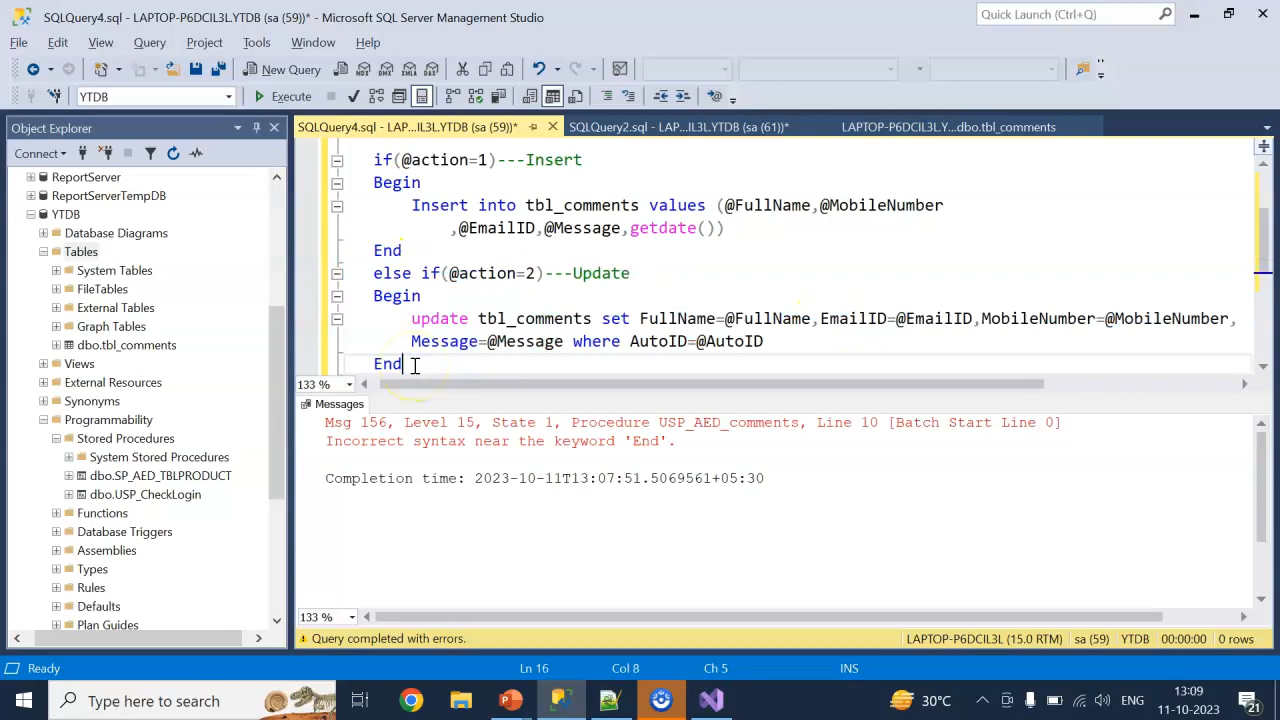 SQLQuery4.sql - LAPTOP-P6DCIL3L.YTDB (sa (59))* - Microsoft SQL Server Management Studio
Quick Launch (Ctrl+Q)
File Edit View Query Project Tools Window Help
New Query
MDX DMX XMLA DAX
YTDB
Execute
Object Explorer
SQLQuery4.sql - LAP...IL3L.YTDB (sa (59))*
SQLQuery2.sql - LAP...IL3L.YTDB (sa (61))*
LAPTOP-P6DCIL3L.Y...dbo.tbl_comments
Connect
ReportServer
ReportServerTempDB
YTDB
Database Diagrams
Tables
System Tables
FileTables
External Tables
Graph Tables
dbo.tbl_comments
Views
External Resources
Synonyms
Programmability
Stored Procedures
System Stored Procedures
dbo.SP_AED_TBLPRODUCT
dbo.USP_CheckLogin
Functions
Database Triggers
Assemblies
Types
Rules
Defaults
Plan Guides
if(@action=1)---Insert
Begin
Insert into tbl_comments values (@FullName,@MobileNumber
,@EmailID,@Message,getdate())
End
else if(@action=2)---Update
Begin
update tbl_comments set FullName=@FullName,EmailID=@EmailID,MobileNumber=@MobileNumber,
Message=@Message where AutoID=@AutoID
End
133 %
Messages
Msg 156, Level 15, State 1, Procedure USP_AED_comments, Line 10 [Batch Start Line 0]
Incorrect syntax near the keyword 'End'.
Completion time: 2023-10-11T13:07:51.5069561+05:30
133 %
Query completed with errors.
LAPTOP-P6DCIL3L (15.0 RTM) sa (59) YTDB 00:00:00 0 rows
Ready Ln 16 Col 8 Ch 5 INS
Type here to search
30°C ENG
13:09
11-10-2023
21